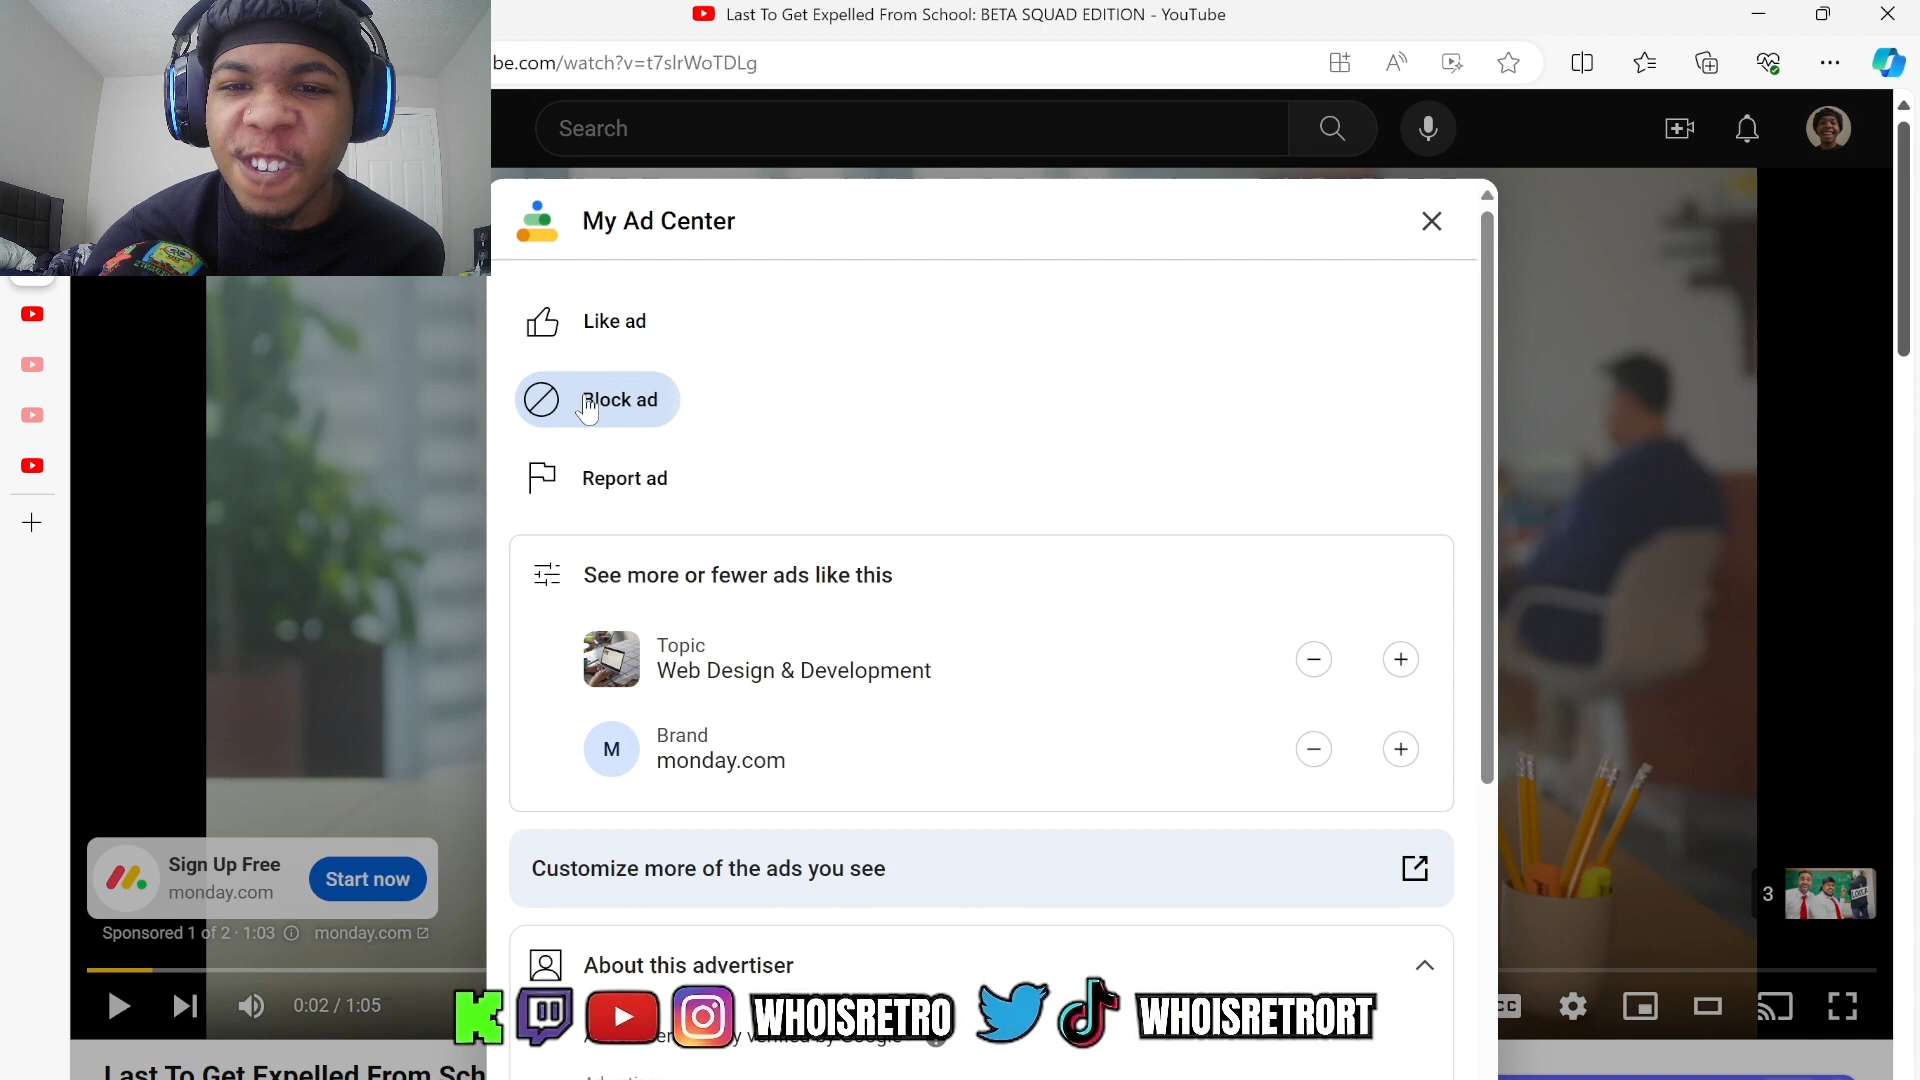 Last To Get Expelled From School: BETA SQUAD EDITION - YouTube
be.com/watch?v=t7slrWoTDLg
Search
My Ad Center
Like ad
Block ad
Report ad
See more or fewer ads like this
Topic
Web Design & Development
M
Brand
monday.com
Customize more of the ads you see
About this advertiser
Sign Up Free
monday.com
Start now
Sponsored 1 of 2 · 1:03
monday.com
3
0:02 / 1:05
CC
WHOISRETRO
WHOISRETRORT
Last To Get Expelled From Sch